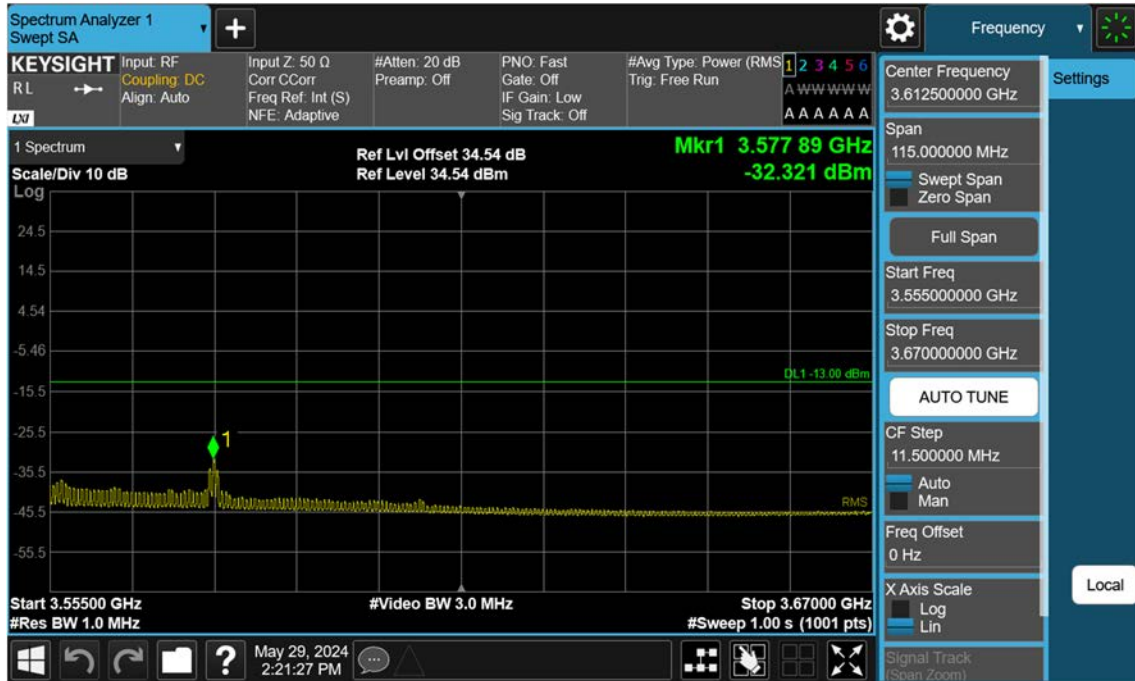 Spectrum Analyzer 1
Swept SA
Frequency
KEYSIGHT
R L
LXI
Input: RF
Coupling: DC
Align: Auto
Input Z: 50 Ω
Corr CCorr
Freq Ref: Int (S)
NFE: Adaptive
#Atten: 20 dB
Preamp: Off
PNO: Fast
Gate: Off
IF Gain: Low
Sig Track: Off
#Avg Type: Power (RMS
Trig: Free Run
1 2 3 4 5 6
A W W W W W
A A A A A A
1 Spectrum
Scale/Div 10 dB
Ref Lvl Offset 34.54 dB
Ref Level 34.54 dBm
Mkr1 3.577 89 GHz
-32.321 dBm
Log
24.5
14.5
4.54
-5.46
-15.5
-25.5
-35.5
-45.5
-55.5
DL1 -13.00 dBm
1
RMS
Start 3.55500 GHz
#Res BW 1.0 MHz
#Video BW 3.0 MHz
Stop 3.67000 GHz
#Sweep 1.00 s (1001 pts)
Center Frequency
3.612500000 GHz
Span
115.000000 MHz
Swept Span
Zero Span
Full Span
Start Freq
3.555000000 GHz
Stop Freq
3.670000000 GHz
AUTO TUNE
CF Step
11.500000 MHz
Auto
Man
Freq Offset
0 Hz
X Axis Scale
Log
Lin
Signal Track
(Span Zoom)
Settings
Local
?
May 29, 2024
2:21:27 PM